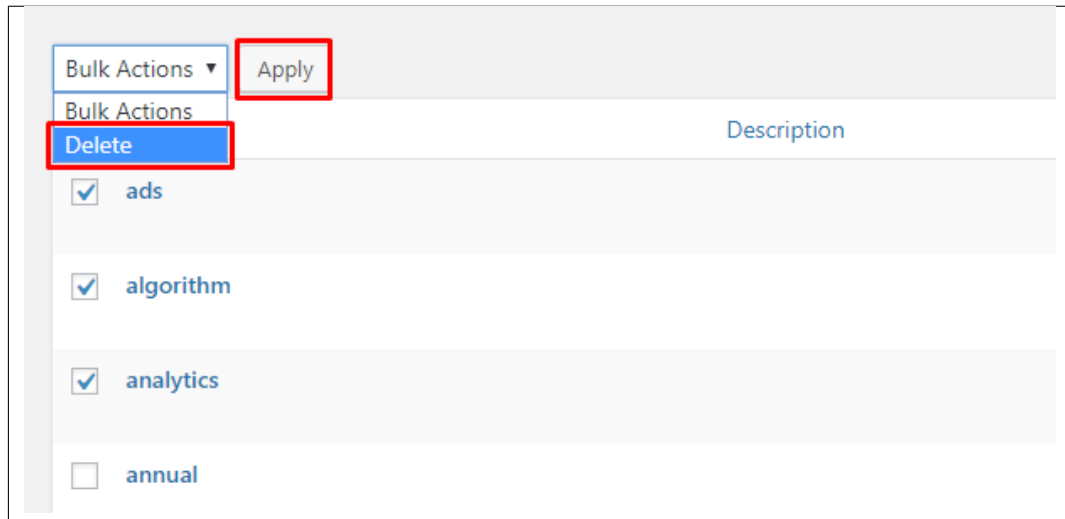 Bulk Actions Apply
Bulk Actions
Delete
Description
ads
algorithm
analytics
annual